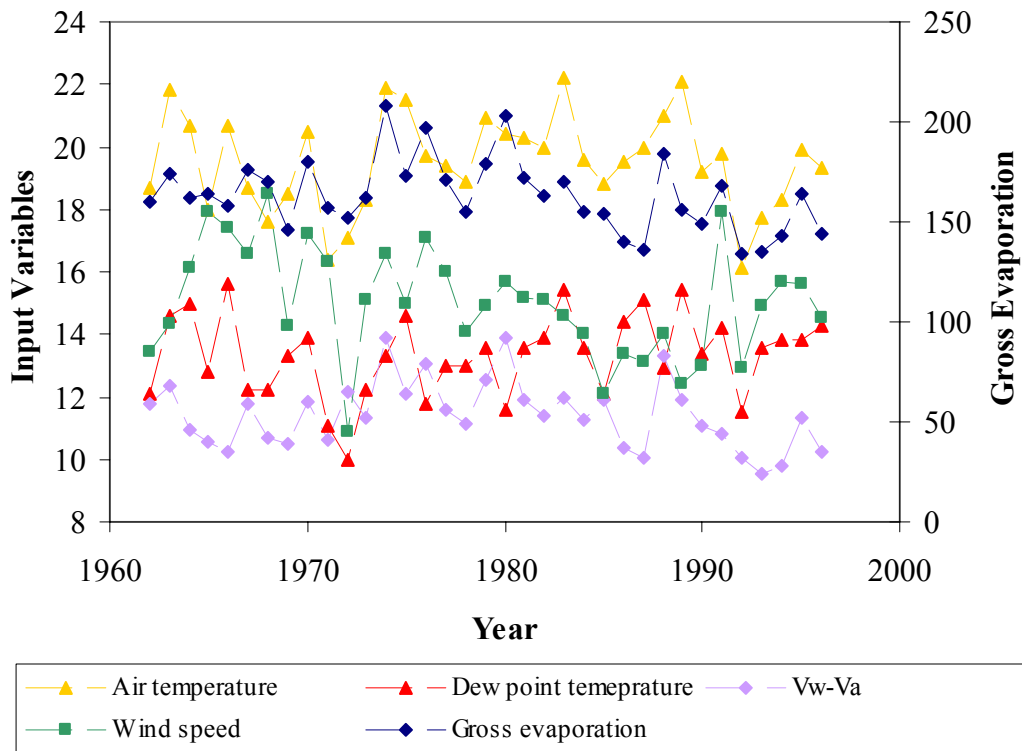 24
22
20
18
16
14
12
10
8
Input Variables
250
200
150
100
50
0
Gross Evaporation
1960 1970 1980 1990 2000
Year
Air temperature Dew point temeprature Vw-Va
Wind speed Gross evaporation